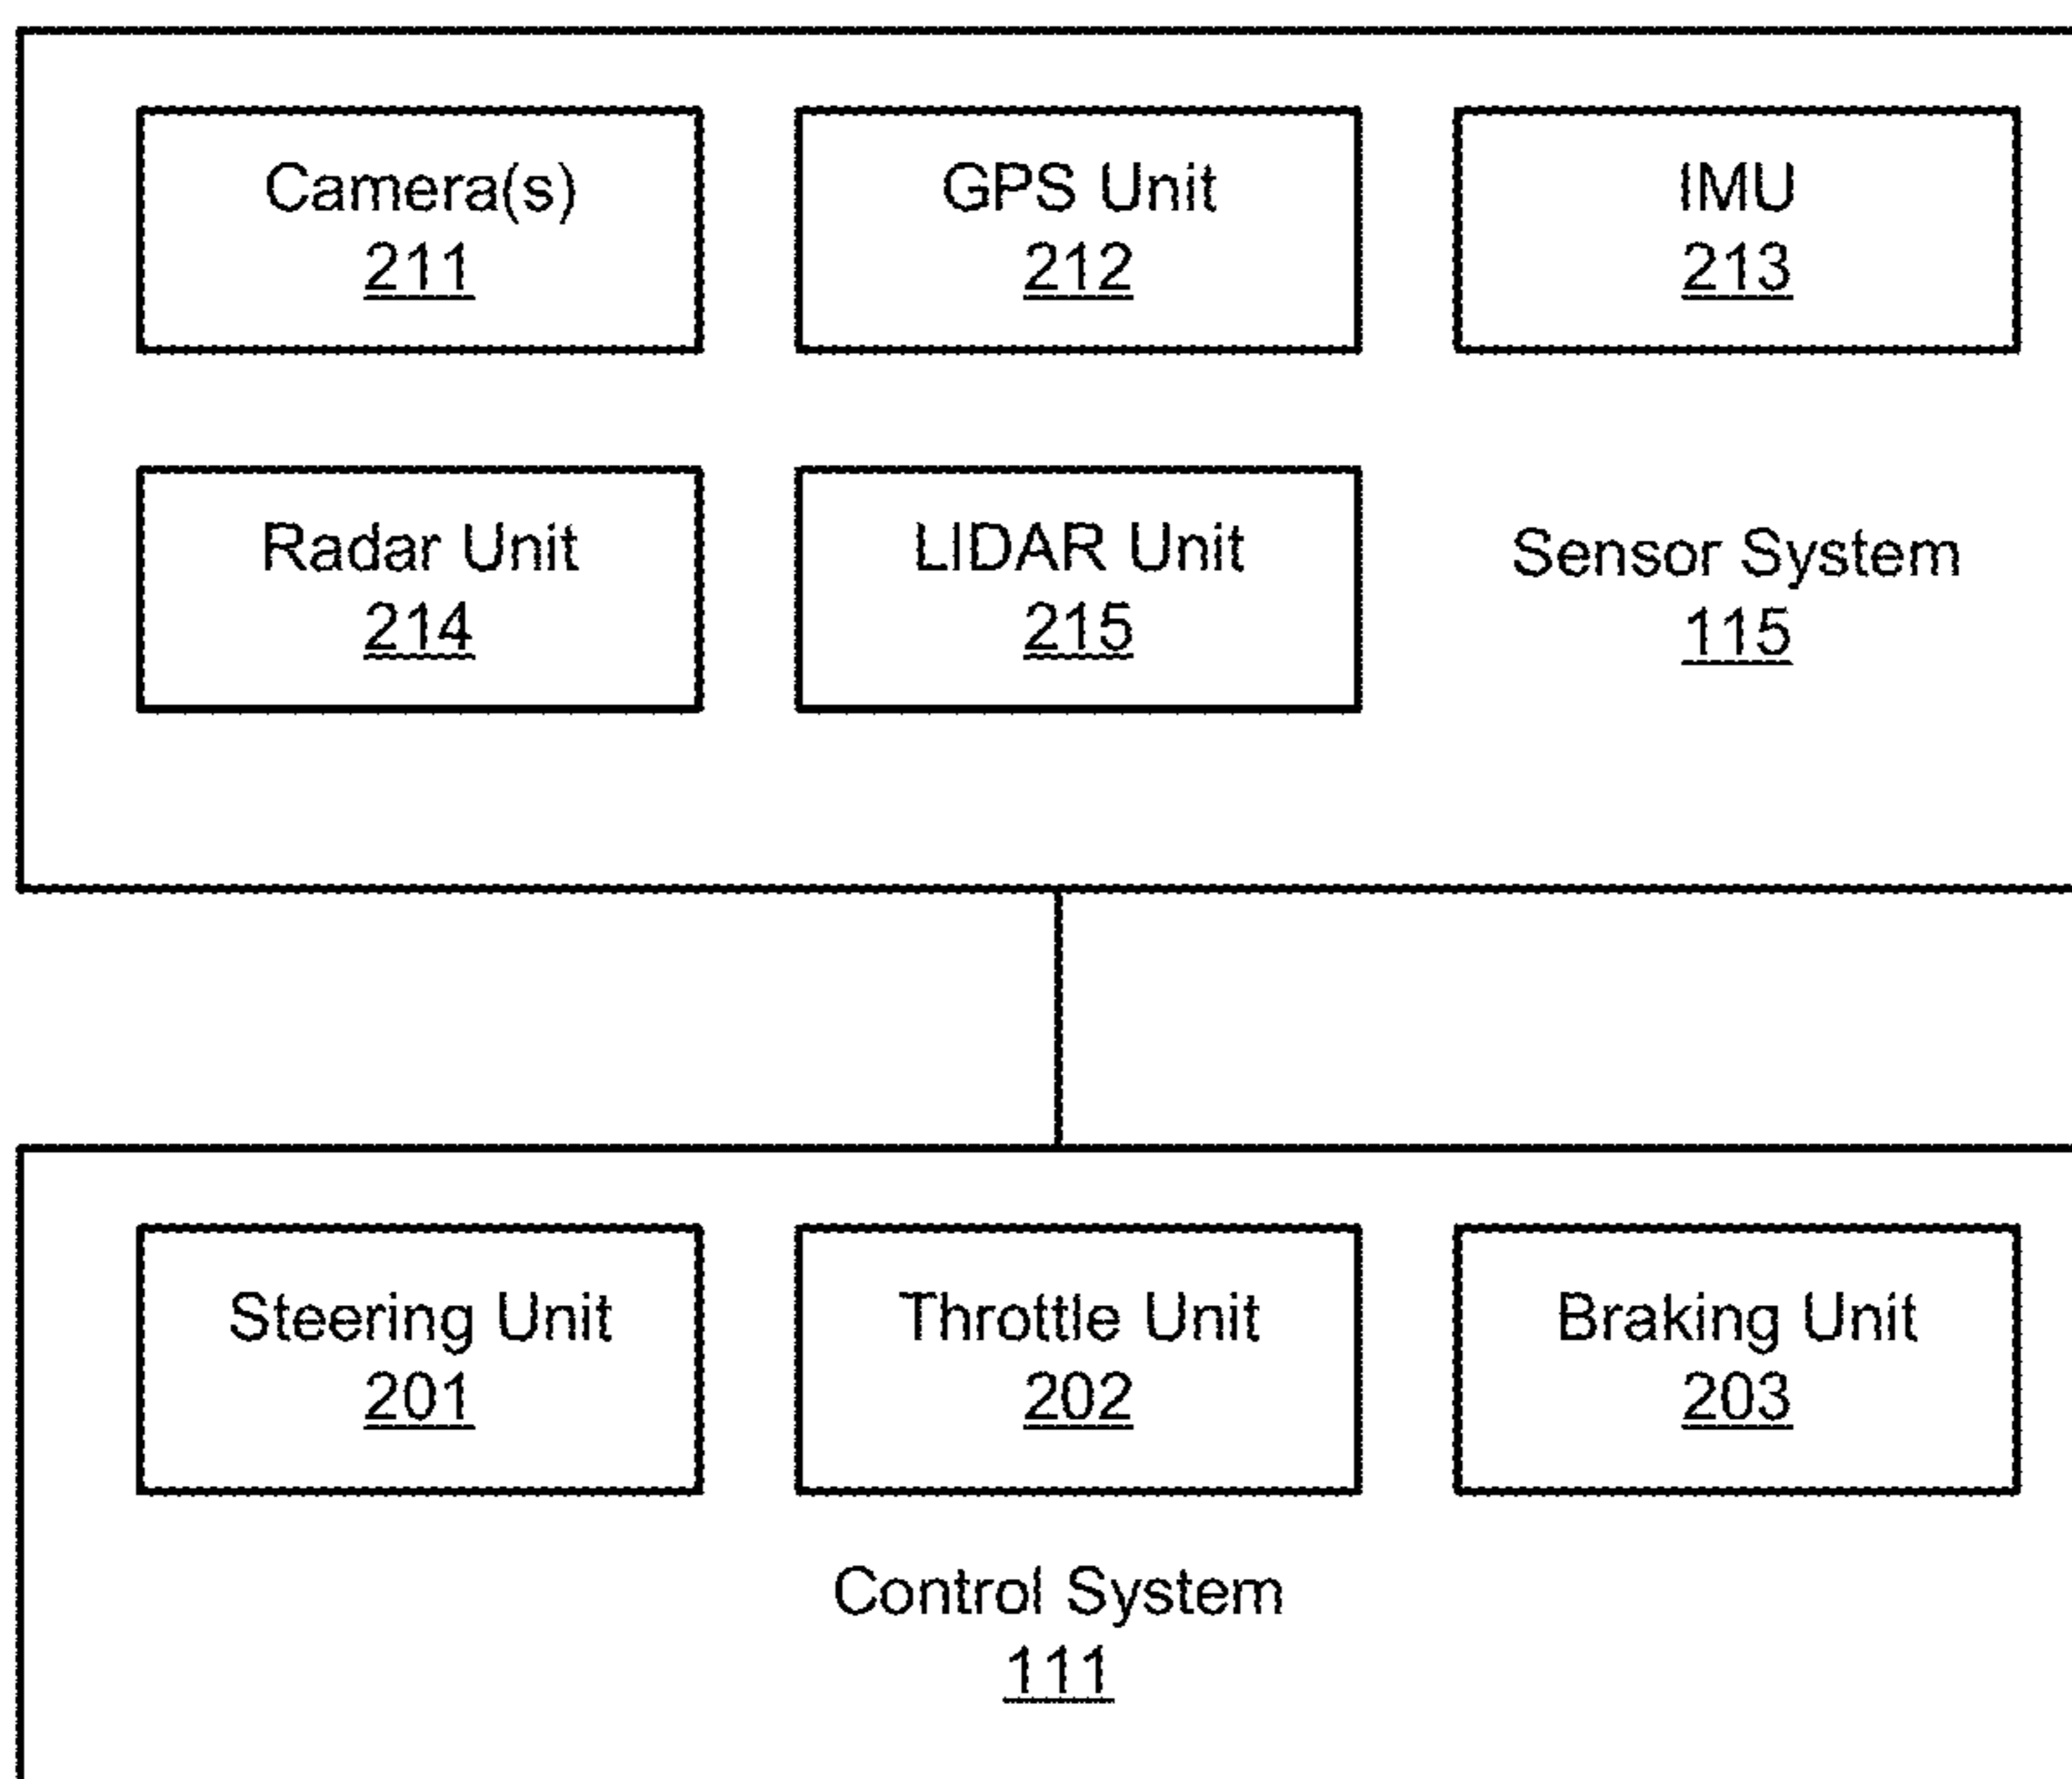 Camera(s)
211
GPS Unit
212
IMU
213
Radar Unit
214
LIDAR Unit
215
Sensor System
115
Steering Unit
201
Throttle Unit
202
Braking Unit
203
Control System
111